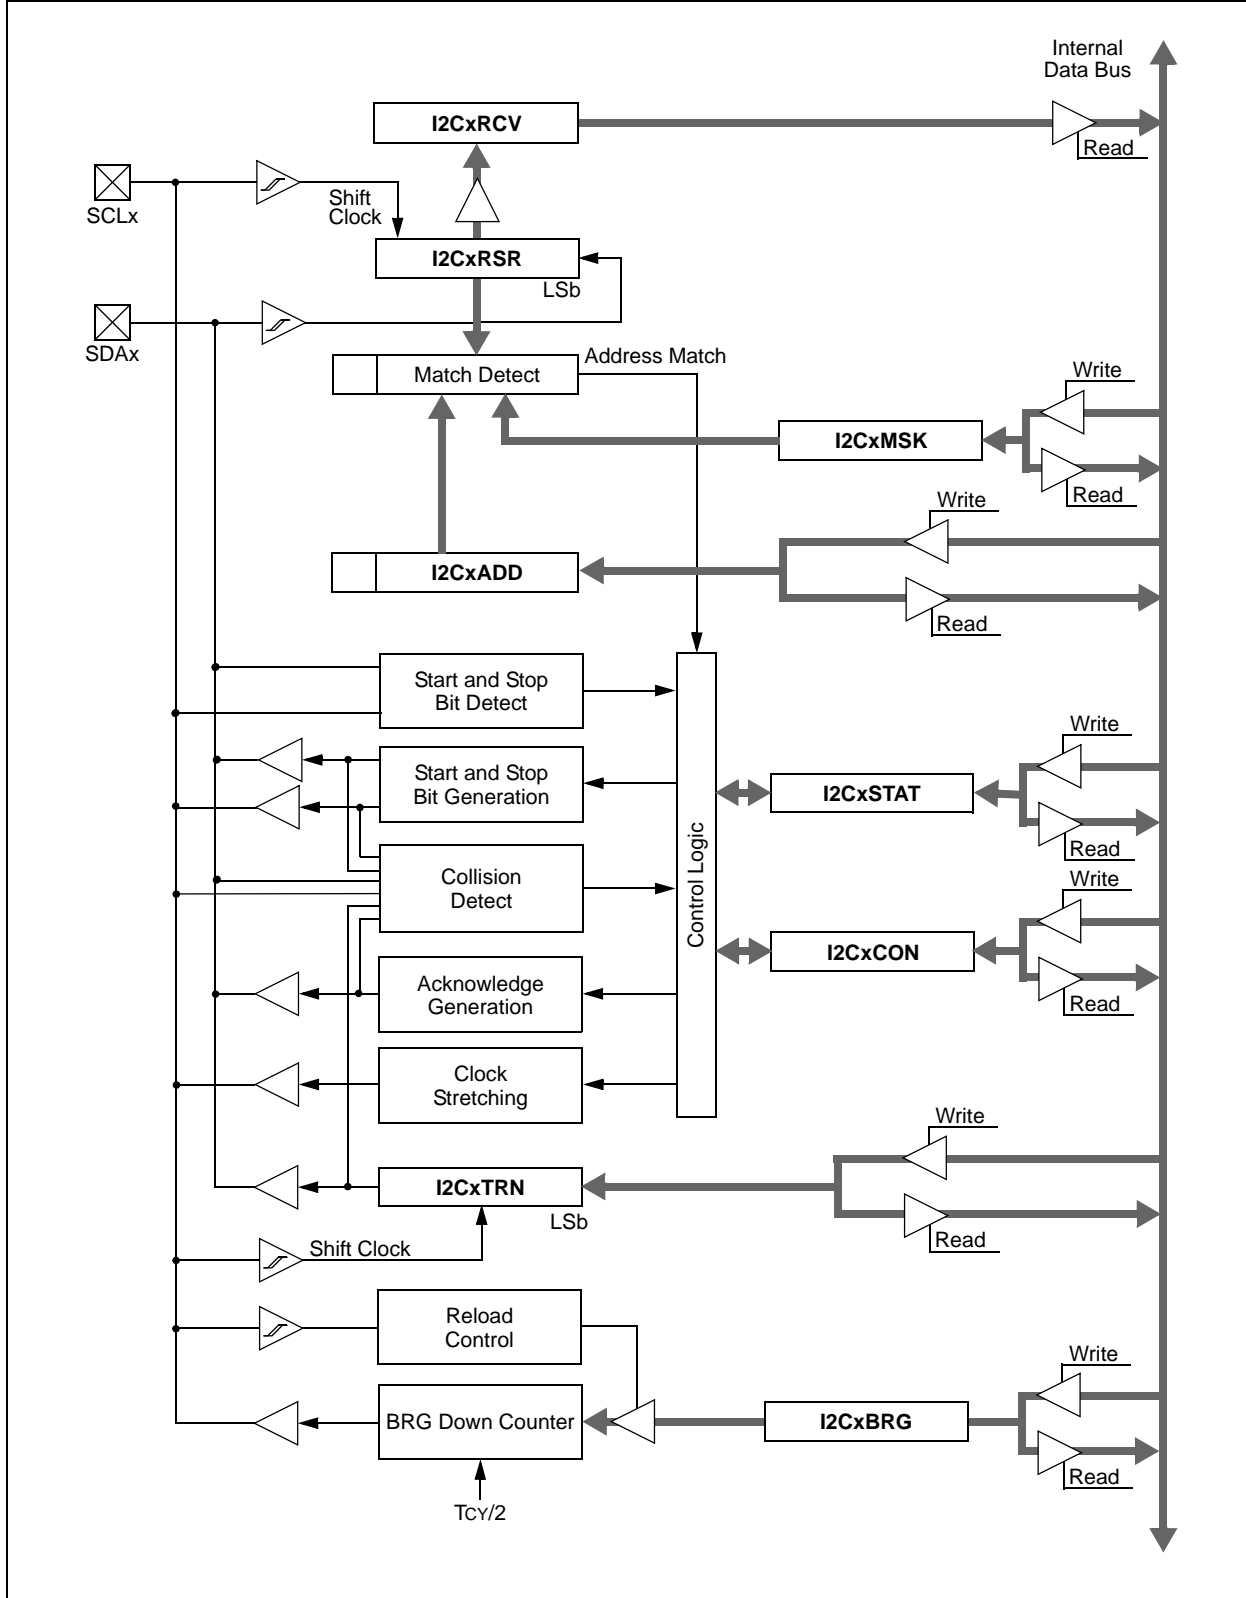 Internal
Data Bus
I2CxRCV
Read
SCLx
Shift
Clock
I2CxRSR
LSb
SDAx
Match Detect
Address Match
Write
I2CxMSK
Read
Write
I2CxADD
Read
Start and Stop
Bit Detect
Write
Start and Stop
Bit Generation
I2CxSTAT
Read
Control Logic
Collision
Detect
Write
I2CxCON
Read
Acknowledge
Generation
Clock
Stretching
Write
I2CxTRN
LSb
Read
Shift Clock
Reload
Control
Write
BRG Down Counter
I2CxBRG
Read
TCY/2